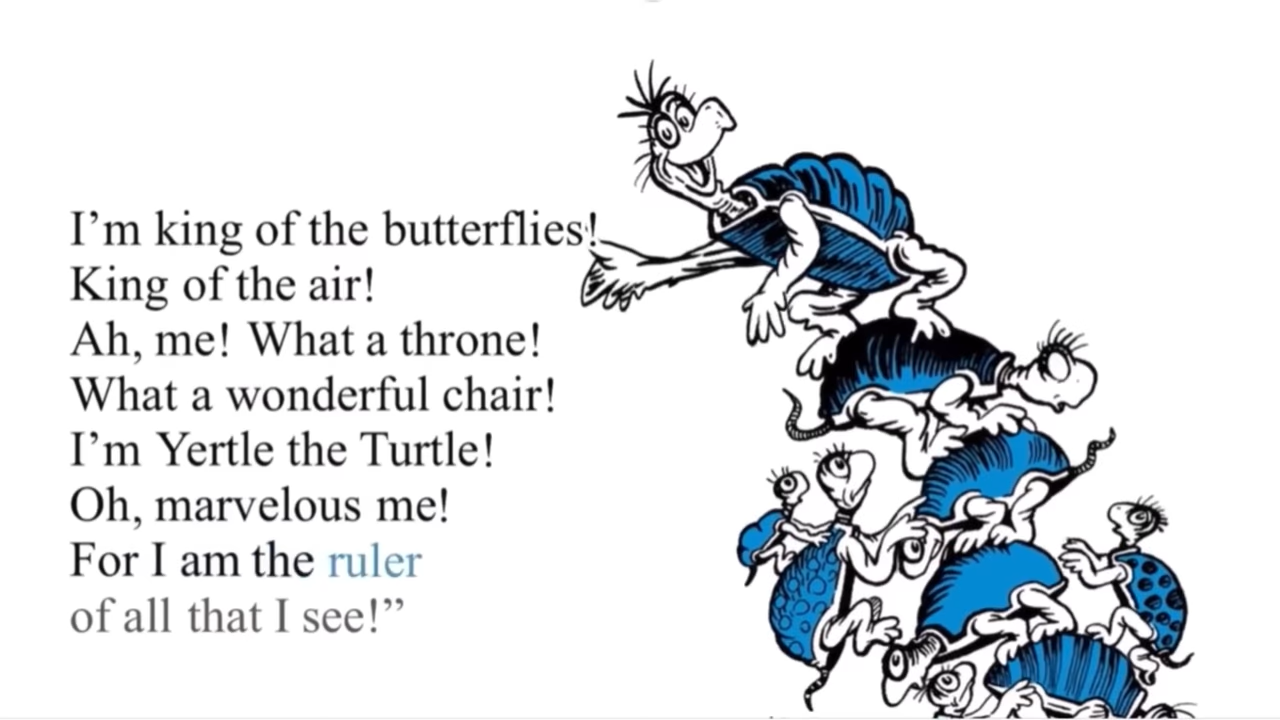 I’m king of the butterflies!
King of the air!
Ah, me! What a throne!
What a wonderful chair!
I’m Yertle the Turtle!
Oh, marvelous me!
For I am the ruler
of all that I see!”